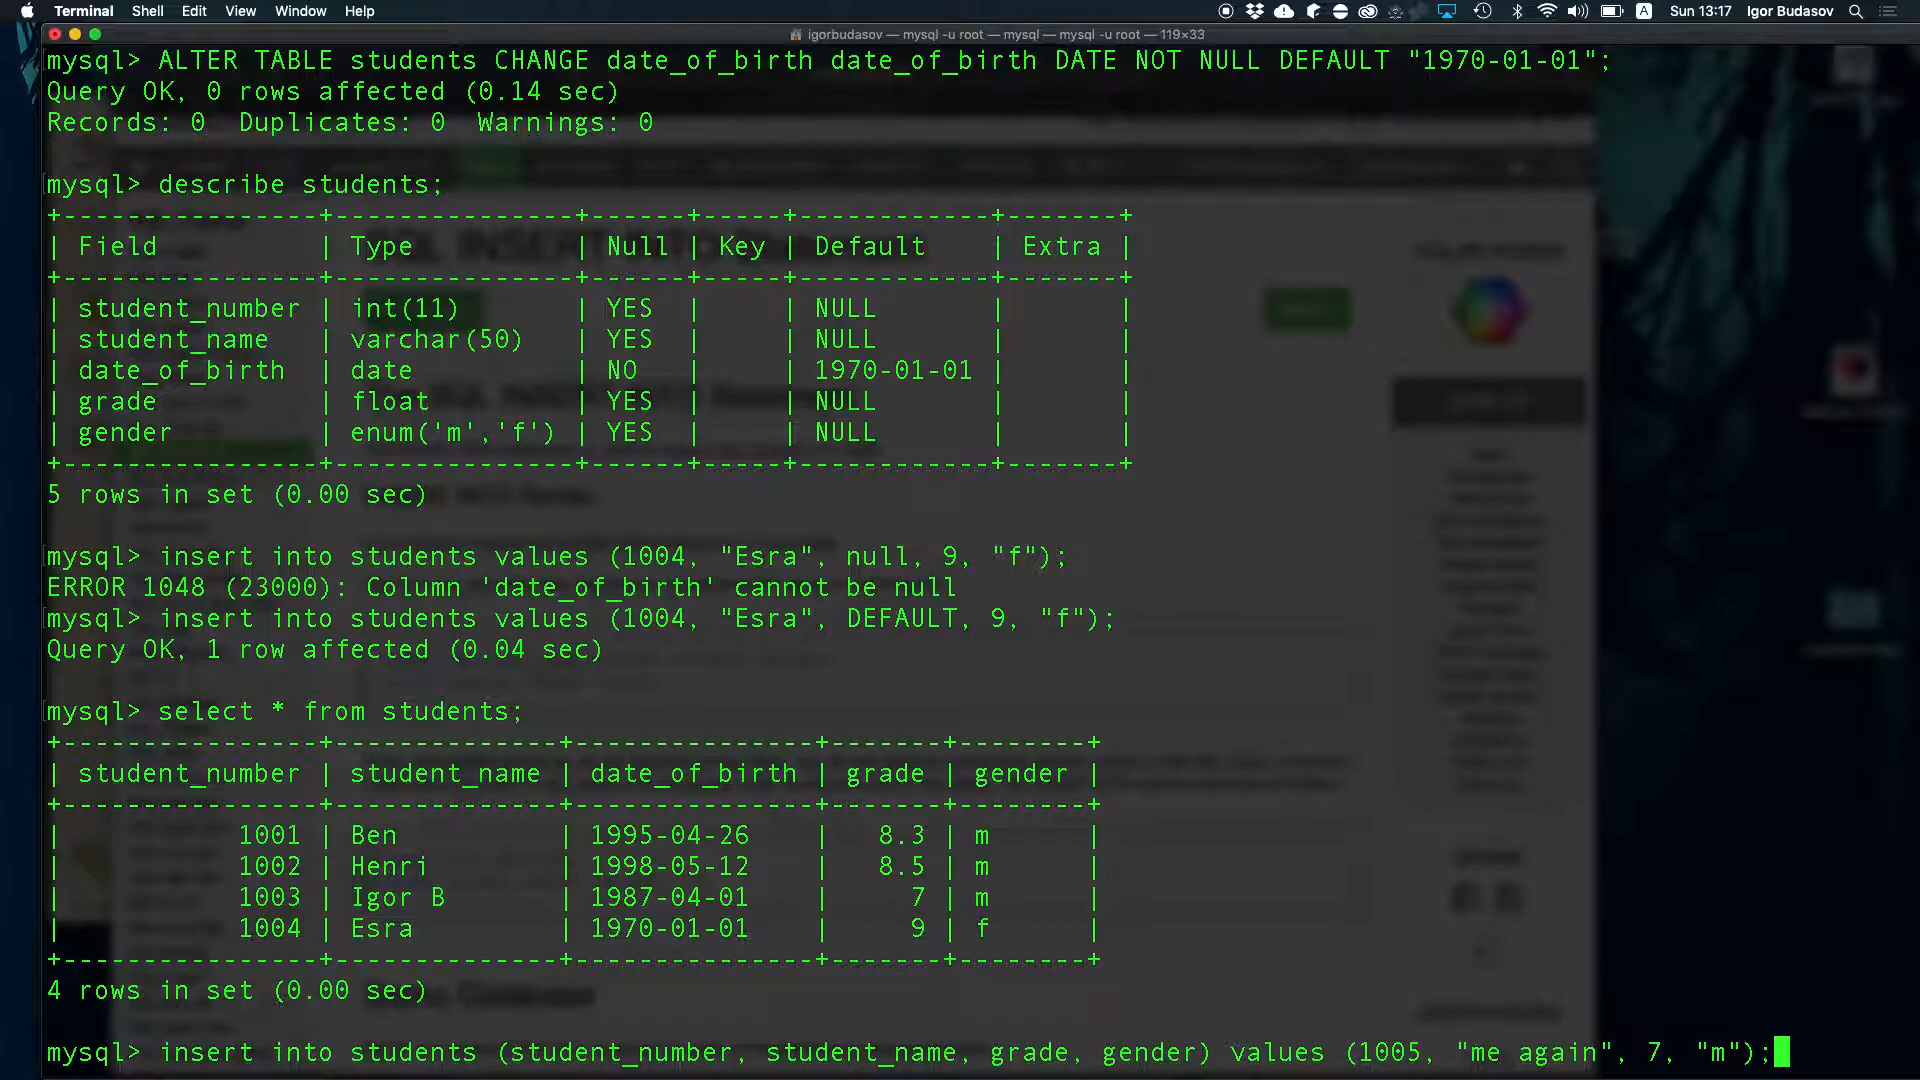 Terminal Shell Edit View Window Help A Sun 13:17 Igor Budasov
igorbudasov — mysql -u root — mysql — mysql -u root — 119×33
mysql> ALTER TABLE students CHANGE date_of_birth date_of_birth DATE NOT NULL DEFAULT "1970-01-01";
Query OK, 0 rows affected (0.14 sec)
Records: 0  Duplicates: 0  Warnings: 0
mysql> describe students;
+----------------+---------------+------+-----+------------+-------+
| Field          | Type          | Null | Key | Default    | Extra |
+----------------+---------------+------+-----+------------+-------+
| student_number | int(11)       | YES  |     | NULL       |       |
| student_name   | varchar(50)   | YES  |     | NULL       |       |
| date_of_birth  | date          | NO   |     | 1970-01-01 |       |
| grade          | float         | YES  |     | NULL       |       |
| gender         | enum('m','f') | YES  |     | NULL       |       |
+----------------+---------------+------+-----+------------+-------+
5 rows in set (0.00 sec)
mysql> insert into students values (1004, "Esra", null, 9, "f");
ERROR 1048 (23000): Column 'date_of_birth' cannot be null
mysql> insert into students values (1004, "Esra", DEFAULT, 9, "f");
Query OK, 1 row affected (0.04 sec)
mysql> select * from students;
+----------------+--------------+---------------+-------+--------+
| student_number | student_name | date_of_birth | grade | gender |
+----------------+--------------+---------------+-------+--------+
|           1001 | Ben          | 1995-04-26    |   8.3 | m      |
|           1002 | Henri        | 1998-05-12    |   8.5 | m      |
|           1003 | Igor B       | 1987-04-01    |     7 | m      |
|           1004 | Esra         | 1970-01-01    |     9 | f      |
+----------------+--------------+---------------+-------+--------+
4 rows in set (0.00 sec)
mysql> insert into students (student_number, student_name, grade, gender) values (1005, "me again", 7, "m");